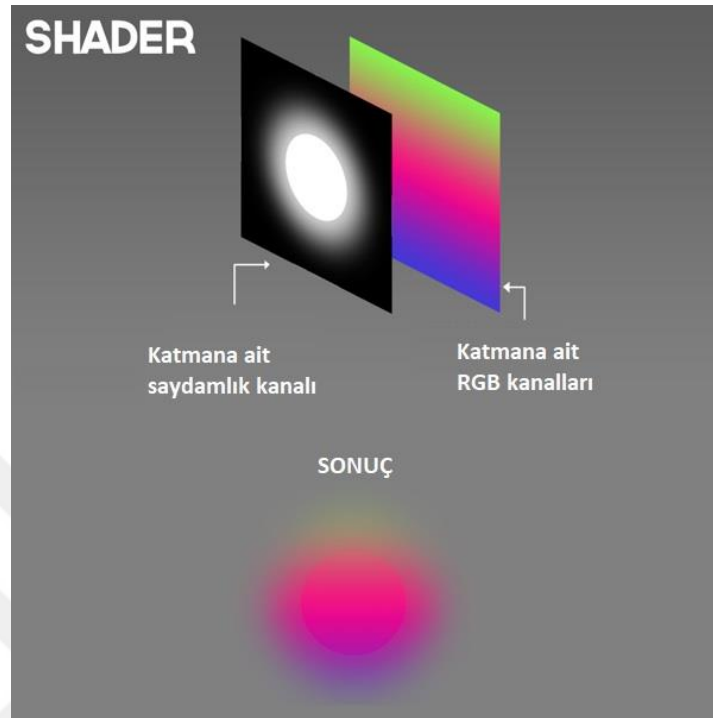 SHADER
Katmana ait
saydamlık kanalı
Katmana ait
RGB kanalları
SONUÇ